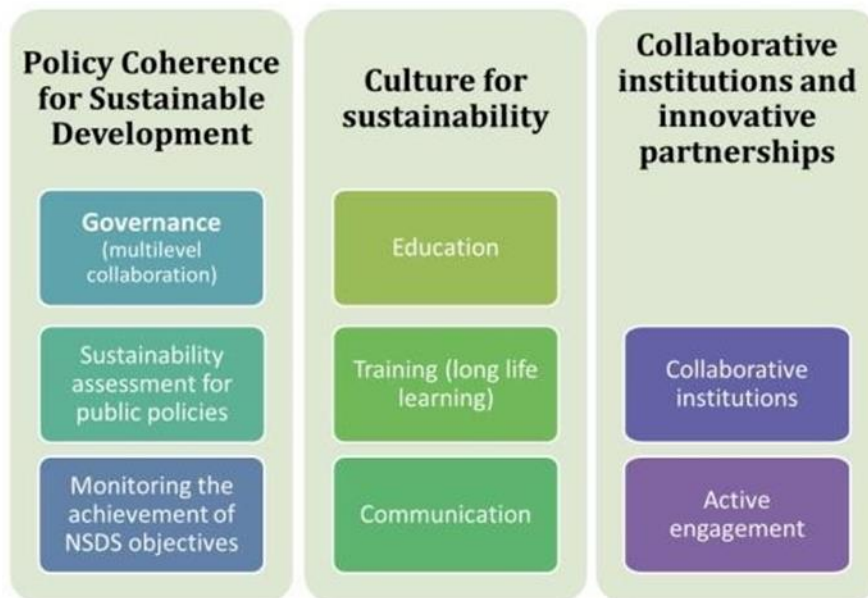 Policy Coherence
for Sustainable
Development
Governance
(multilevel
collaboration)
Sustainability
assessment for
public policies
Monitoring the
achievement of
NSDS objectives
Culture for
sustainability
Education
Training (long life
learning)
Communication
Collaborative
institutions and
innovative
partnerships
Collaborative
institutions
Active
engagement